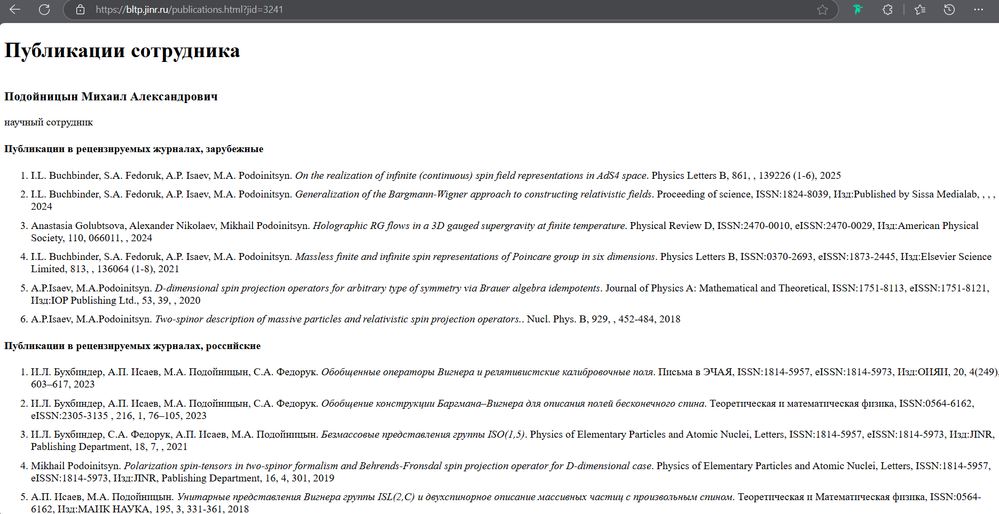 https://bltp.jinr.ru/publications.html?jid=3241
Публикации сотрудника
Подойницын Михаил Александрович
научный сотрудник
Публикации в рецензируемых журналах, зарубежные
1. I.L. Buchbinder, S.A. Fedoruk, A.P. Isaev, M.A. Podoinitsyn. On the realization of infinite (continuous) spin field representations in AdS4 space. Physics Letters B, 861, , 139226 (1-6), 2025
2. I.L. Buchbinder, S.A. Fedoruk, A.P. Isaev, M.A. Podoinitsyn. Generalization of the Bargmann-Wigner approach to constructing relativistic fields. Proceeding of science, ISSN:1824-8039, Изд:Published by Sissa Medialab, , , ,
2024
3. Anastasia Golubtsova, Alexander Nikolaev, Mikhail Podoinitsyn. Holographic RG flows in a 3D gauged supergravity at finite temperature. Physical Review D, ISSN:2470-0010, eISSN:2470-0029, Изд:American Physical
Society, 110, 066011, , 2024
4. I.L. Buchbinder, S.A. Fedoruk, A.P. Isaev, M.A. Podoinitsyn. Massless finite and infinite spin representations of Poincare group in six dimensions. Physics Letters B, ISSN:0370-2693, eISSN:1873-2445, Изд:Elsevier Science
Limited, 813, , 136064 (1-8), 2021
5. A.P.Isaev, M.A.Podoinitsyn. D-dimensional spin projection operators for arbitrary type of symmetry via Brauer algebra idempotents. Journal of Physics A: Mathematical and Theoretical, ISSN:1751-8113, eISSN:1751-8121,
Изд:IOP Publishing Ltd., 53, 39, , 2020
6. A.P.Isaev, M.A.Podoinitsyn. Two-spinor description of massive particles and relativistic spin projection operators.. Nucl. Phys. B, 929, , 452-484, 2018
Публикации в рецензируемых журналах, российские
1. И.Л. Бухбиндер, А.П. Исаев, М.А. Подойницын, С.А. Федорук. Обобщенные операторы Вигнера и релятивистские калибровочные поля. Письма в ЭЧАЯ, ISSN:1814-5957, eISSN:1814-5973, Изд:ОИЯИ, 20, 4(249),
603–617, 2023
2. И.Л. Бухбиндер, А.П. Исаев, М.А. Подойницын, С.А. Федорук. Обобщение конструкции Баргмана–Вигнера для описания полей бесконечного спина. Теоретическая и математическая физика, ISSN:0564-6162,
eISSN:2305-3135 , 216, 1, 76–105, 2023
3. И.Л. Бухбиндер, С.А. Федорук, А.П. Исаев, М.А. Подойницын. Безмассовые представления группы ISO(1,5). Physics of Elementary Particles and Atomic Nuclei, Letters, ISSN:1814-5957, eISSN:1814-5973, Изд:JINR,
Pablishing Department, 18, 7, , 2021
4. Mikhail Podoinitsyn. Polarization spin-tensors in two-spinor formalism and Behrends-Fronsdal spin projection operator for D-dimensional case. Physics of Elementary Particles and Atomic Nuclei, Letters, ISSN:1814-5957,
eISSN:1814-5973, Изд:JINR, Pablishing Department, 16, 4, 301, 2019
5. А.П. Исаев, М.А. Подойницын. Унитарные представления Вигнера группы ISL(2,C) и двухспинорное описание массивных частиц с произвольным спином. Теоретическая и Математическая физика, ISSN:0564-
6162, Изд:МАИК НАУКА, 195, 3, 331-361, 2018